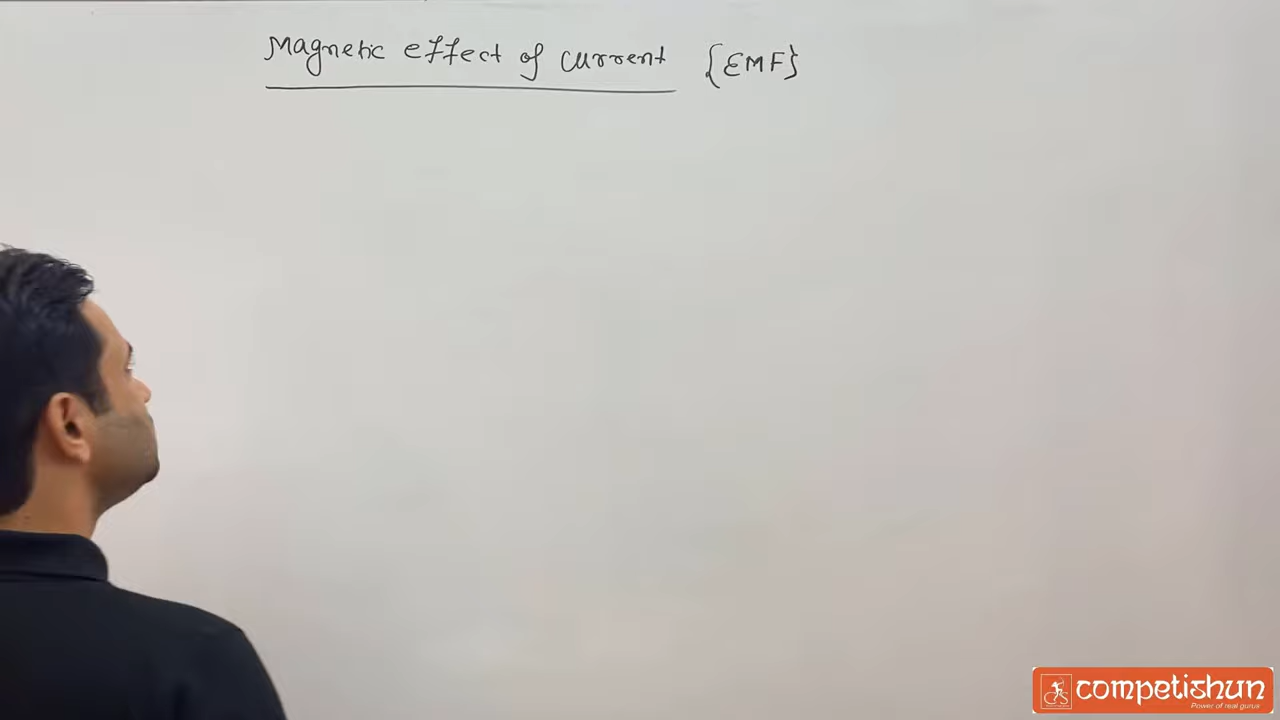 Magnetic effect of current {EMF}
competishun
Power of real gurus